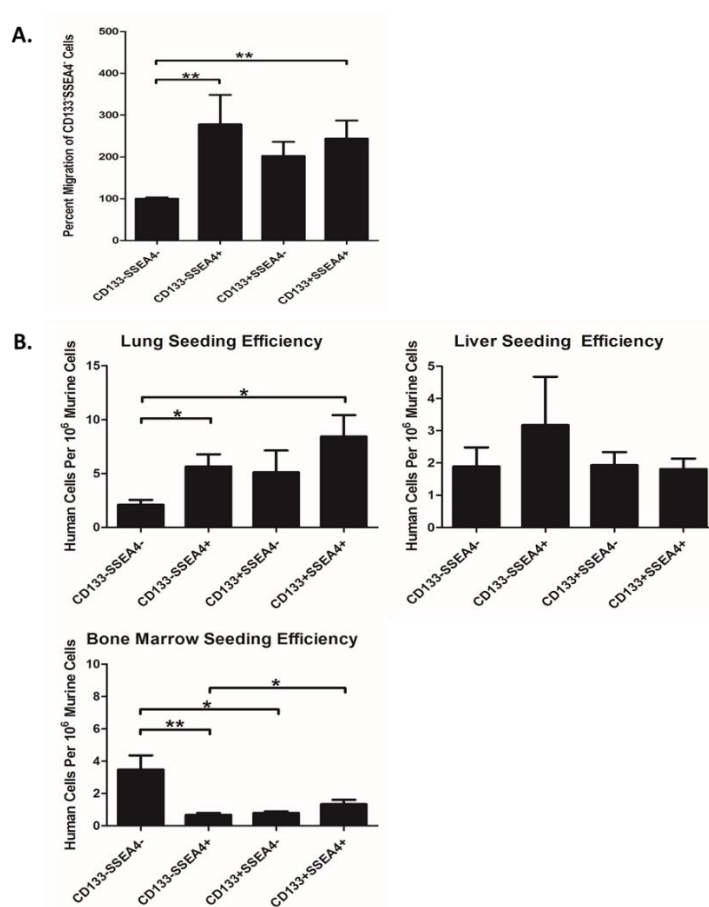 A.
Percent Migration of CD133-SSEA4- Cells
500
400
300
200
100
0
**
**
CD133-SSEA4-
CD133-SSEA4+
CD133+SSEA4-
CD133+SSEA4+
B.
Lung Seeding Efficiency
Human Cells Per 10⁶ Murine Cells
15
10
5
0
*
*
CD133-SSEA4-
CD133-SSEA4+
CD133+SSEA4-
CD133+SSEA4+
Liver Seeding Efficiency
Human Cells Per 10⁶ Murine Cells
5
4
3
2
1
0
CD133-SSEA4-
CD133-SSEA4+
CD133+SSEA4-
CD133+SSEA4+
Bone Marrow Seeding Efficiency
Human Cells Per 10⁶ Murine Cells
10
8
6
4
2
0
*
*
**
CD133-SSEA4-
CD133-SSEA4+
CD133+SSEA4-
CD133+SSEA4+